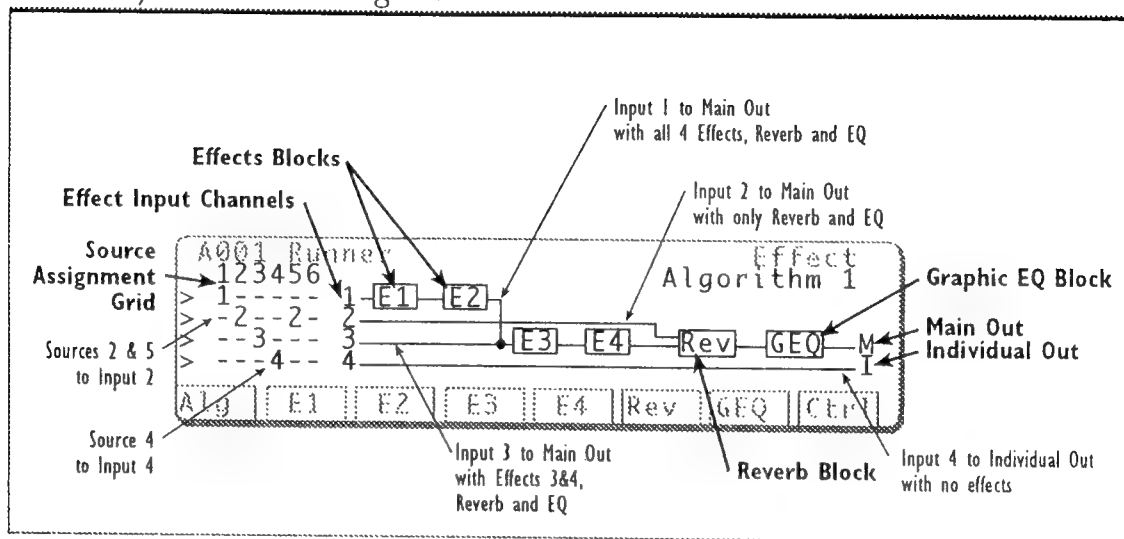 Input 1 to Main Out
with all 4 Effects, Reverb and EQ
Effects Blocks
Effect Input Channels
Input 2 to Main Out
with only Reverb and EQ
Source
Assignment
Grid
A001 Runner
Effect
123456
Algorithm 1
Graphic EQ Block
> 1----- 1 E1 E2
> -2--2- 2
> --3--- 3 E3 E4 Rev GEQ M
> ---4-- 4 I
Main Out
Individual Out
Sources 2 & 5
to Input 2
Alg E1 E2 E3 E4 Rev GEQ Ctrl
Source 4
to Input 4
Input 3 to Main Out
with Effects 3&4,
Reverb and EQ
Reverb Block
Input 4 to Individual Out
with no effects